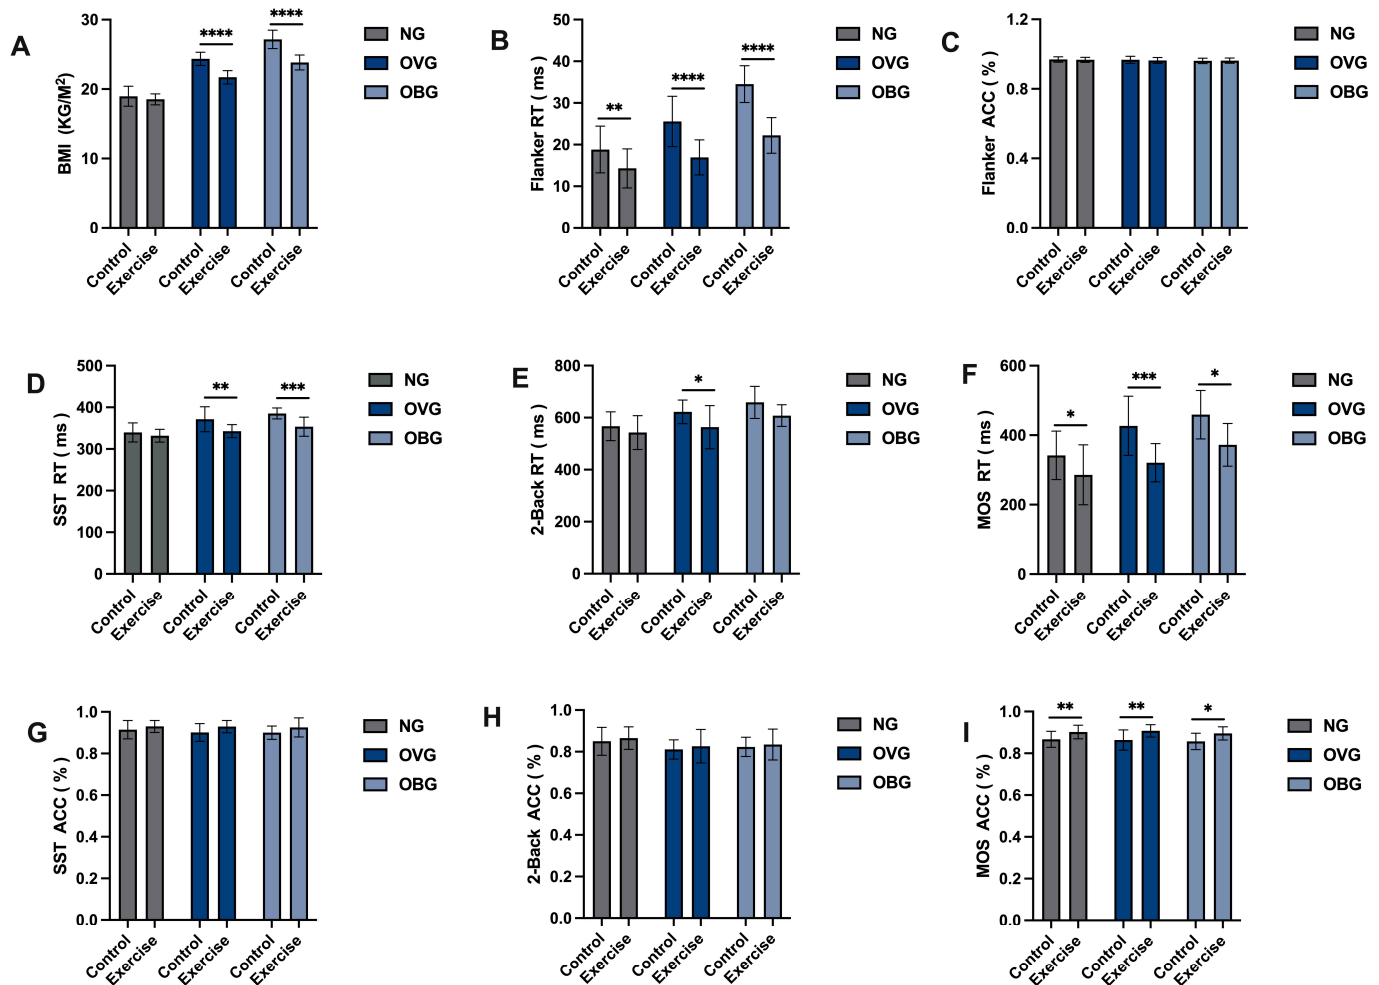 A
BMI (KG/M²)
30
20
10
0
****
****
Control
Exercise
Control
Exercise
Control
Exercise
NG
OVG
OBG
B
Flanker RT ( ms )
50
40
30
20
10
0
**
****
****
Control
Exercise
Control
Exercise
Control
Exercise
NG
OVG
OBG
C
Flanker ACC ( % )
1.2
0.8
0.4
0.0
Control
Exercise
Control
Exercise
Control
Exercise
NG
OVG
OBG
D
SST RT ( ms )
500
400
300
200
100
0
**
***
Control
Exercise
Control
Exercise
Control
Exercise
NG
OVG
OBG
E
2-Back RT ( ms )
800
600
400
200
0
*
Control
Exercise
Control
Exercise
Control
Exercise
NG
OVG
OBG
F
MOS RT ( ms )
600
400
200
0
*
***
*
Control
Exercise
Control
Exercise
Control
Exercise
NG
OVG
OBG
G
SST ACC ( % )
1.0
0.8
0.6
0.4
0.2
0.0
Control
Exercise
Control
Exercise
Control
Exercise
NG
OVG
OBG
H
2-Back ACC ( % )
1.0
0.8
0.6
0.4
0.2
0.0
Control
Exercise
Control
Exercise
Control
Exercise
NG
OVG
OBG
I
MOS ACC ( % )
1.0
0.8
0.6
0.4
0.2
0.0
**
**
*
Control
Exercise
Control
Exercise
Control
Exercise
NG
OVG
OBG